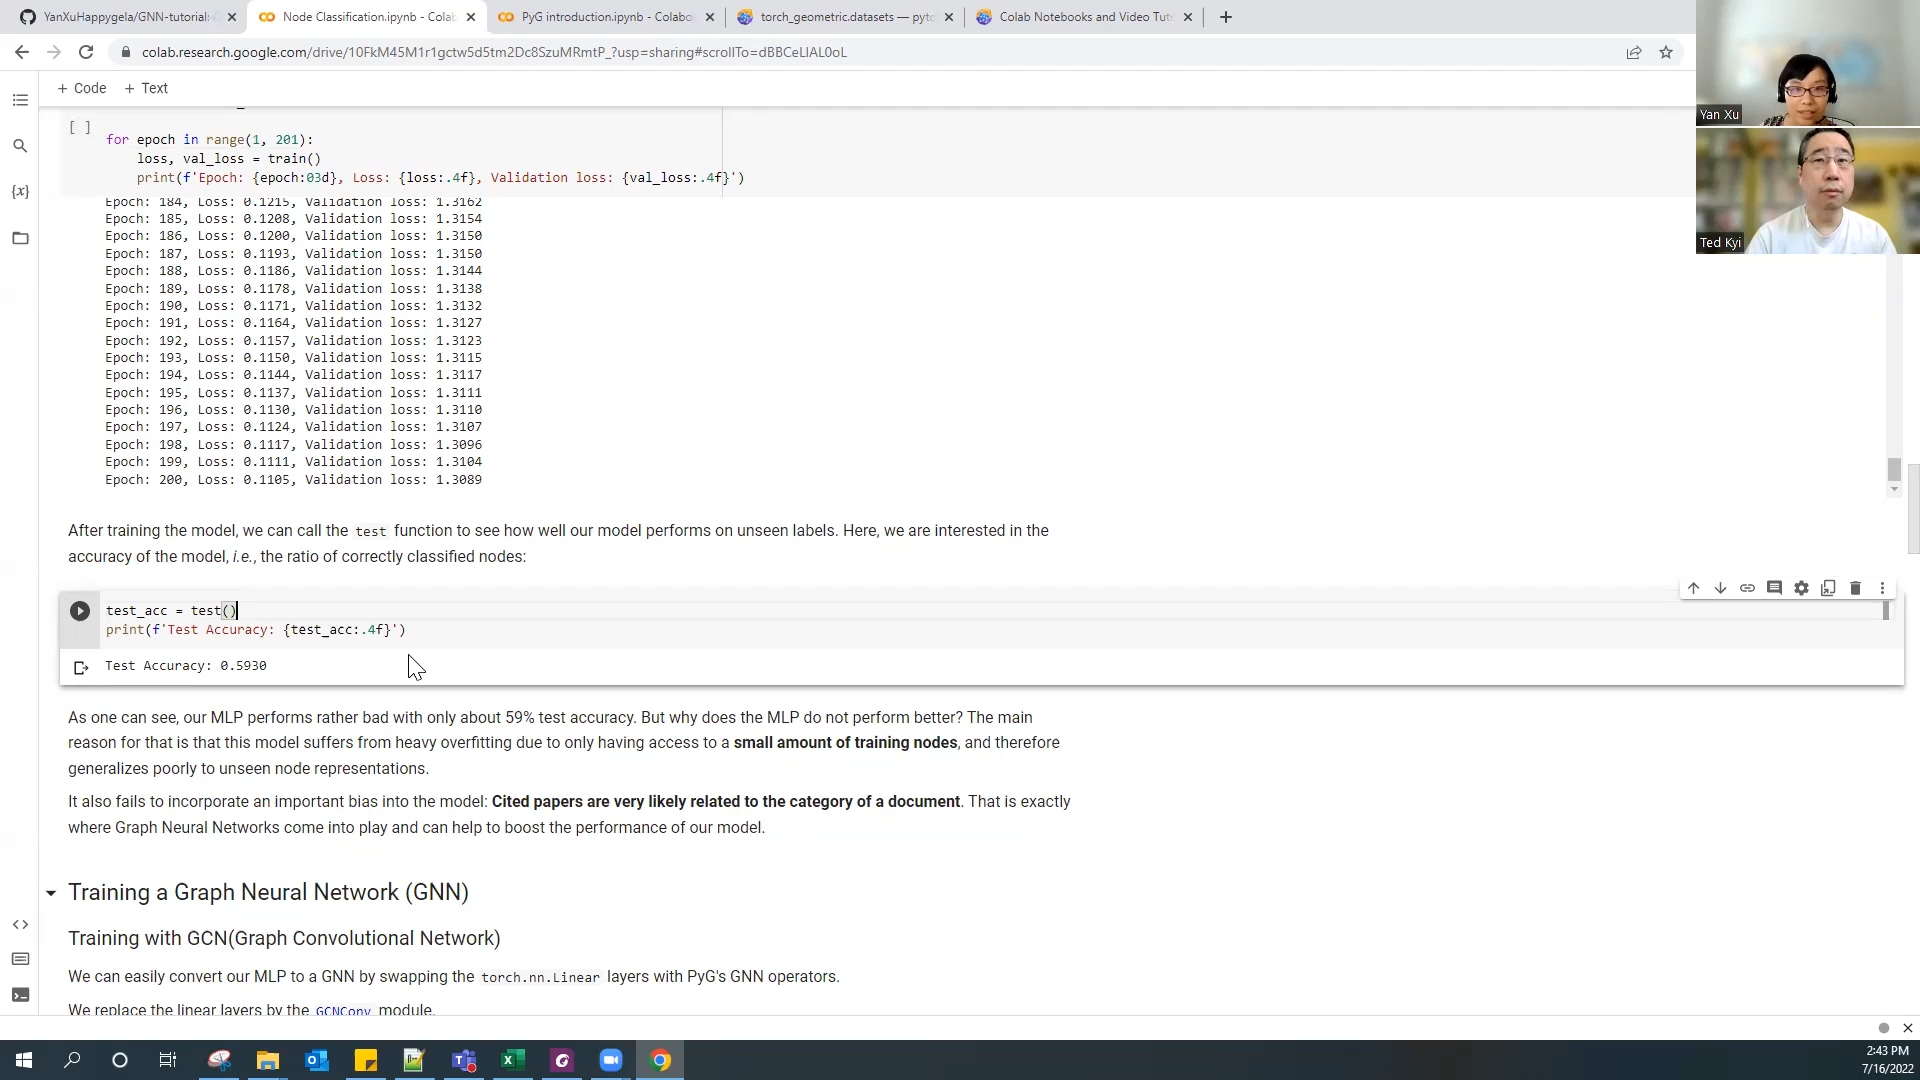 YanXuHappygela/GNN-tutorial
Node Classification.ipynb - Colab
PyG introduction.ipynb - Colabo
torch_geometric.datasets — pyt
Colab Notebooks and Video Tut
colab.research.google.com/drive/10FkM45M1r1gctw5d5tm2Dc8SzuMRmtP_?usp=sharing#scrollTo=dBBCeLlAL0oL
+ Code + Text
Yan Xu
Ted Kyi
[ ]
for epoch in range(1, 201):
loss, val_loss = train()
print(f'Epoch: {epoch:03d}, Loss: {loss:.4f}, Validation loss: {val_loss:.4f}')
Epoch: 184, Loss: 0.1215, Validation loss: 1.3162
Epoch: 185, Loss: 0.1208, Validation loss: 1.3154
Epoch: 186, Loss: 0.1200, Validation loss: 1.3150
Epoch: 187, Loss: 0.1193, Validation loss: 1.3150
Epoch: 188, Loss: 0.1186, Validation loss: 1.3144
Epoch: 189, Loss: 0.1178, Validation loss: 1.3138
Epoch: 190, Loss: 0.1171, Validation loss: 1.3132
Epoch: 191, Loss: 0.1164, Validation loss: 1.3127
Epoch: 192, Loss: 0.1157, Validation loss: 1.3123
Epoch: 193, Loss: 0.1150, Validation loss: 1.3115
Epoch: 194, Loss: 0.1144, Validation loss: 1.3117
Epoch: 195, Loss: 0.1137, Validation loss: 1.3111
Epoch: 196, Loss: 0.1130, Validation loss: 1.3110
Epoch: 197, Loss: 0.1124, Validation loss: 1.3107
Epoch: 198, Loss: 0.1117, Validation loss: 1.3096
Epoch: 199, Loss: 0.1111, Validation loss: 1.3104
Epoch: 200, Loss: 0.1105, Validation loss: 1.3089
After training the model, we can call the test function to see how well our model performs on unseen labels. Here, we are interested in the
accuracy of the model, i.e., the ratio of correctly classified nodes:
test_acc = test()
print(f'Test Accuracy: {test_acc:.4f}')
Test Accuracy: 0.5930
As one can see, our MLP performs rather bad with only about 59% test accuracy. But why does the MLP do not perform better? The main
reason for that is that this model suffers from heavy overfitting due to only having access to a small amount of training nodes, and therefore
generalizes poorly to unseen node representations.
It also fails to incorporate an important bias into the model: Cited papers are very likely related to the category of a document. That is exactly
where Graph Neural Networks come into play and can help to boost the performance of our model.
Training a Graph Neural Network (GNN)
Training with GCN(Graph Convolutional Network)
We can easily convert our MLP to a GNN by swapping the torch.nn.Linear layers with PyG's GNN operators.
We replace the linear layers by the GCNConv module.
2:43 PM
7/16/2022